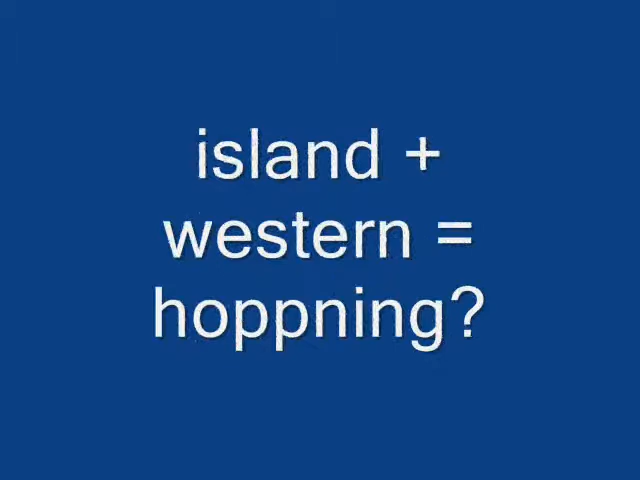 island +
western =
hoppning?